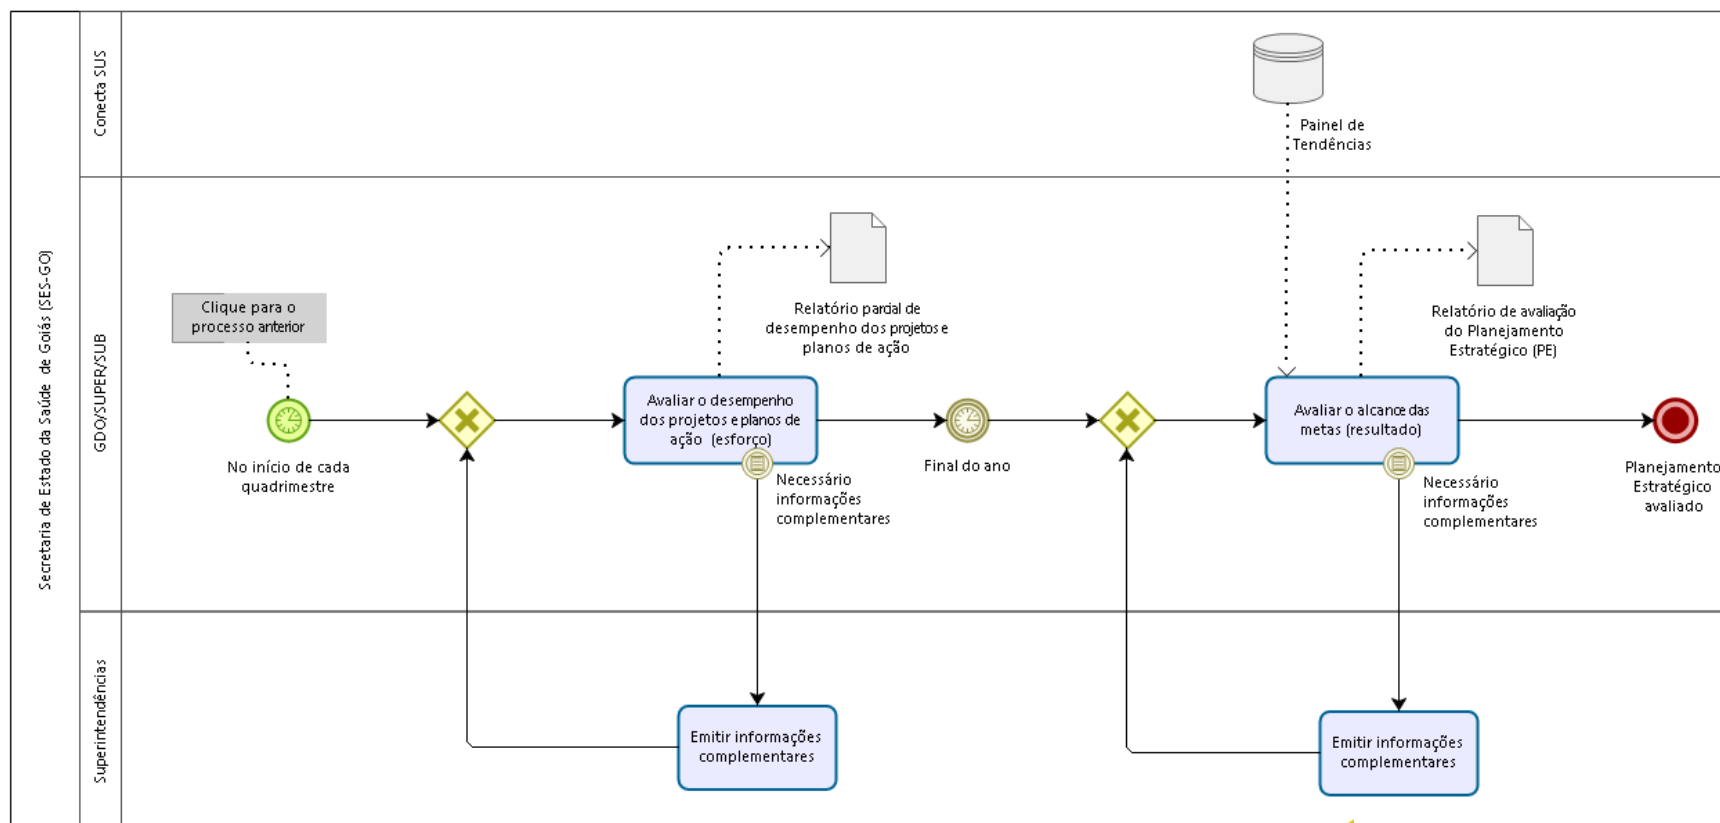 Secretaria de Estado da Saúde de Goiás (SES-GO)
Conecta SUS
Painel de
Tendências
GDO/SUPER/SUB
Clique para o
processo anterior
No início de cada
quadrimestre
Avaliar o desempenho
dos projetos e planos de
ação (esforço)
Relatório parcial de
desempenho dos projetos e
planos de ação
Necessário
informações
complementares
Final do ano
Avaliar o alcance das
metas (resultado)
Relatório de avaliação
do Planejamento
Estratégico (PE)
Necessário
informações
complementares
Planejamento
Estratégico
avaliado
Superintendências
Emitir informações
complementares
Emitir informações
complementares